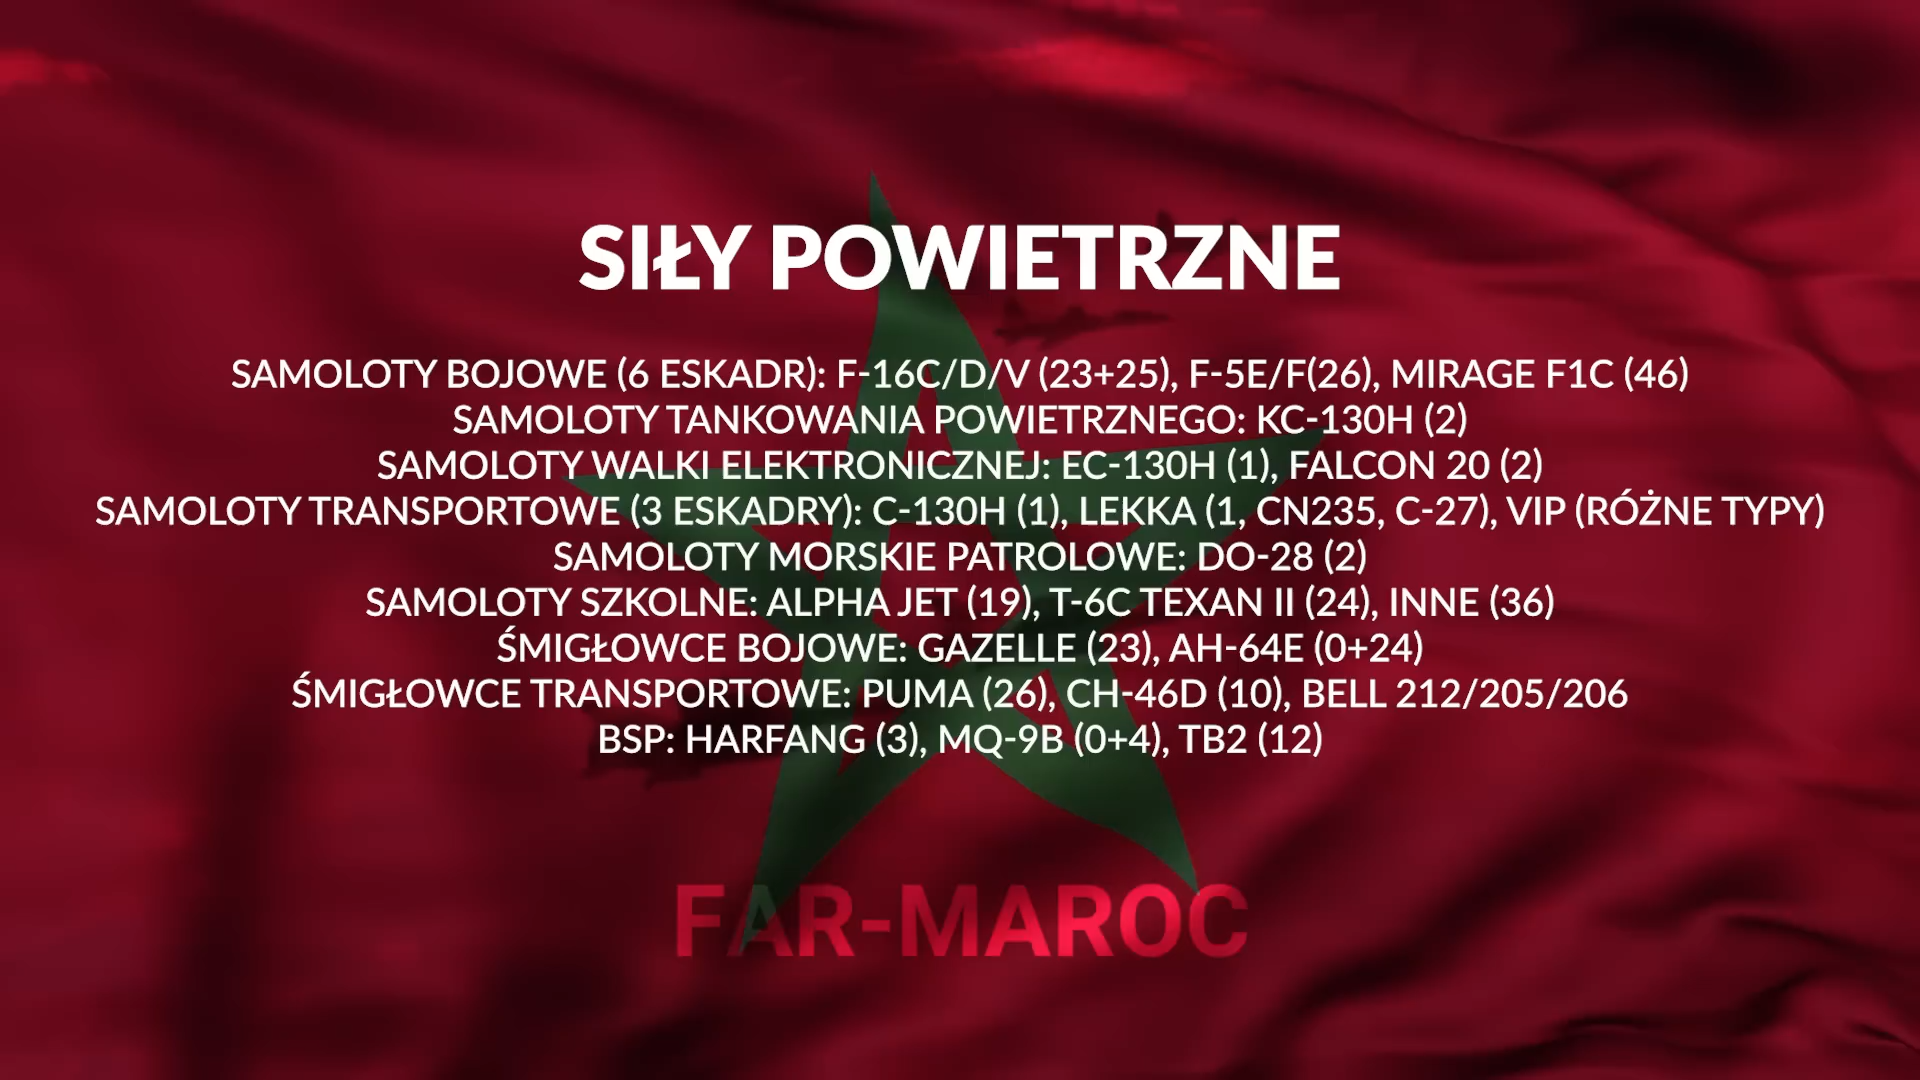 SIŁY POWIETRZNE
SAMOLOTY BOJOWE (6 ESKADR): F-16C/D/V (23+25), F-5E/F(26), MIRAGE F1C (46)
SAMOLOTY TANKOWANIA POWIETRZNEGO: KC-130H (2)
SAMOLOTY WALKI ELEKTRONICZNEJ: EC-130H (1), FALCON 20 (2)
SAMOLOTY TRANSPORTOWE (3 ESKADRY): C-130H (1), LEKKA (1, CN235, C-27), VIP (RÓŻNE TYPY)
SAMOLOTY MORSKIE PATROLOWE: DO-28 (2)
SAMOLOTY SZKOLNE: ALPHA JET (19), T-6C TEXAN II (24), INNE (36)
ŚMIGŁOWCE BOJOWE: GAZELLE (23), AH-64E (0+24)
ŚMIGŁOWCE TRANSPORTOWE: PUMA (26), CH-46D (10), BELL 212/205/206
BSP: HARFANG (3), MQ-9B (0+4), TB2 (12)
FAR-MAROC